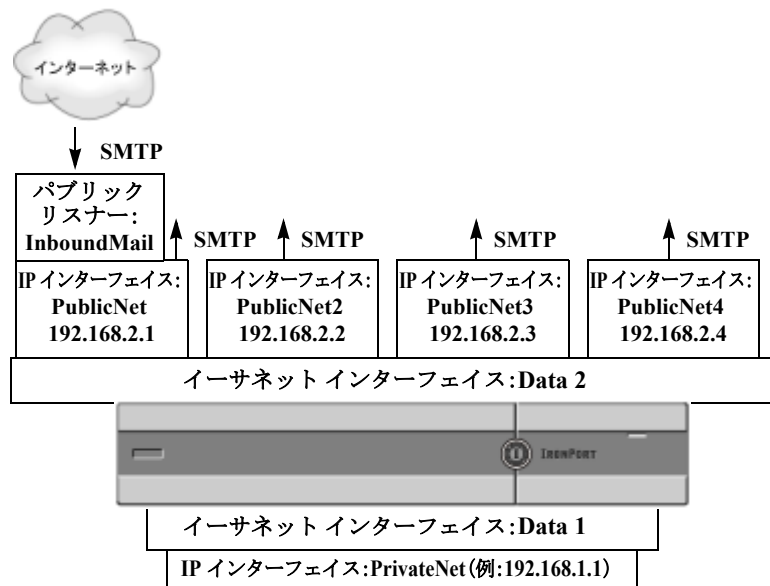 インターネット
SMTP
パブリック
リスナー:
InboundMail
SMTP
SMTP
SMTP
SMTP
IP インターフェイス:
PublicNet
192.168.2.1
IP インターフェイス:
PublicNet2
192.168.2.2
IP インターフェイス:
PublicNet3
192.168.2.3
IP インターフェイス:
PublicNet4
192.168.2.4
イーサネット インターフェイス:Data 2
IRONPORT
イーサネット インターフェイス:Data 1
IP インターフェイス:PrivateNet(例:192.168.1.1)